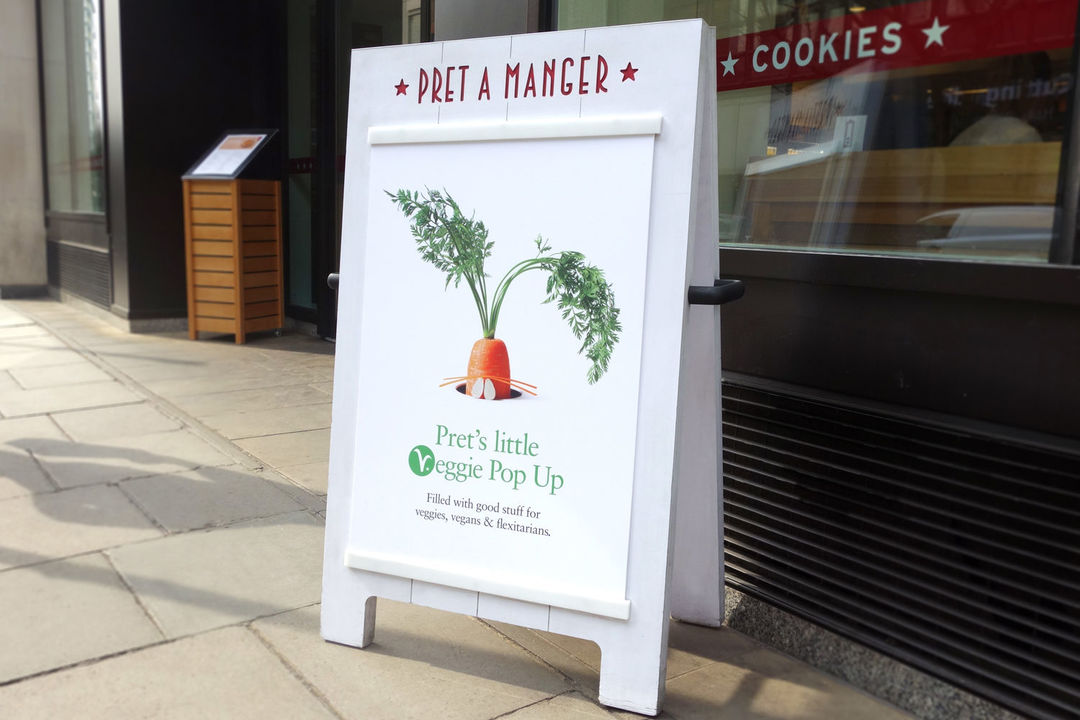 ★ PRET A MANGER ★
Pret's little
Veggie Pop Up
Filled with good stuff for
veggies, vegans & flexitarians.
★ COOKIES ★